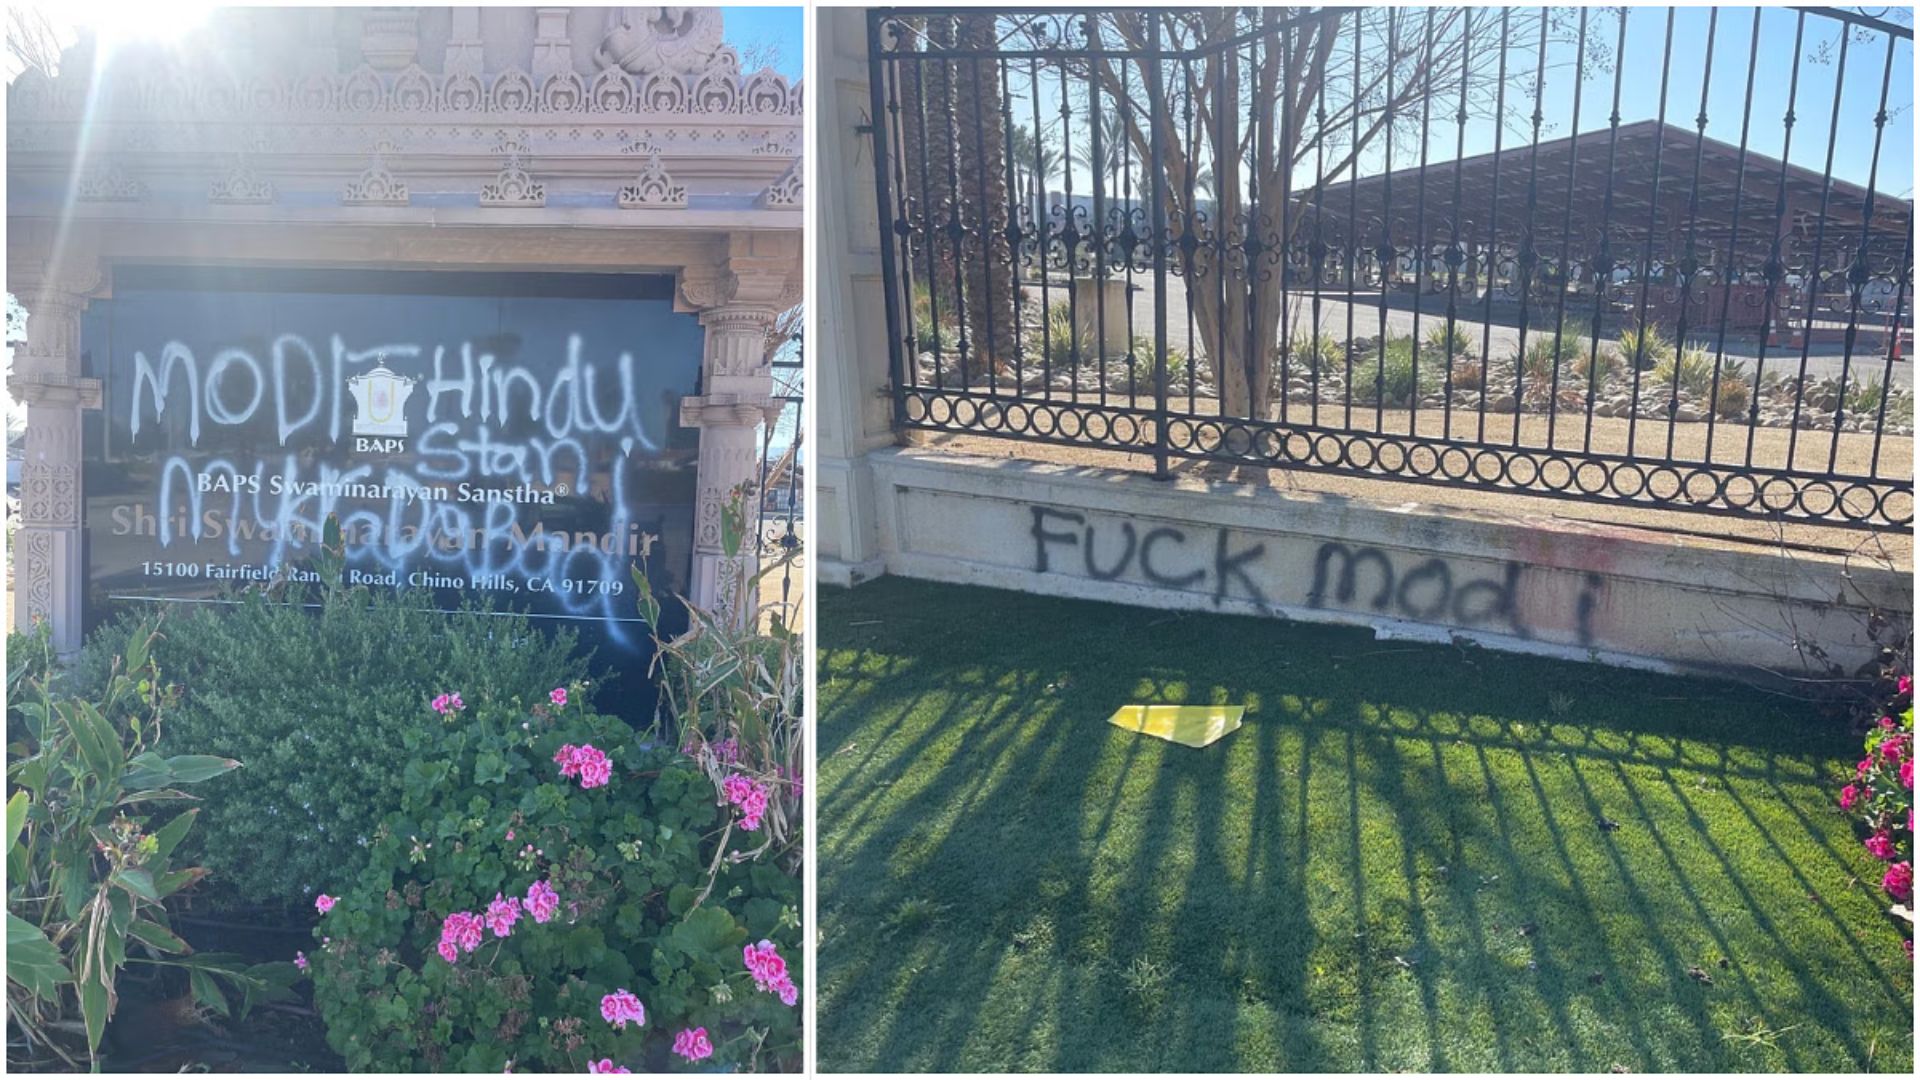 MODI Hindu
Stan
BAPS
BAPS Swaminarayan Sanstha®
Shri Swaminarayan Mandir
15100 Fairfield Ranch Road, Chino Hills, CA 91709
FUCK Modi